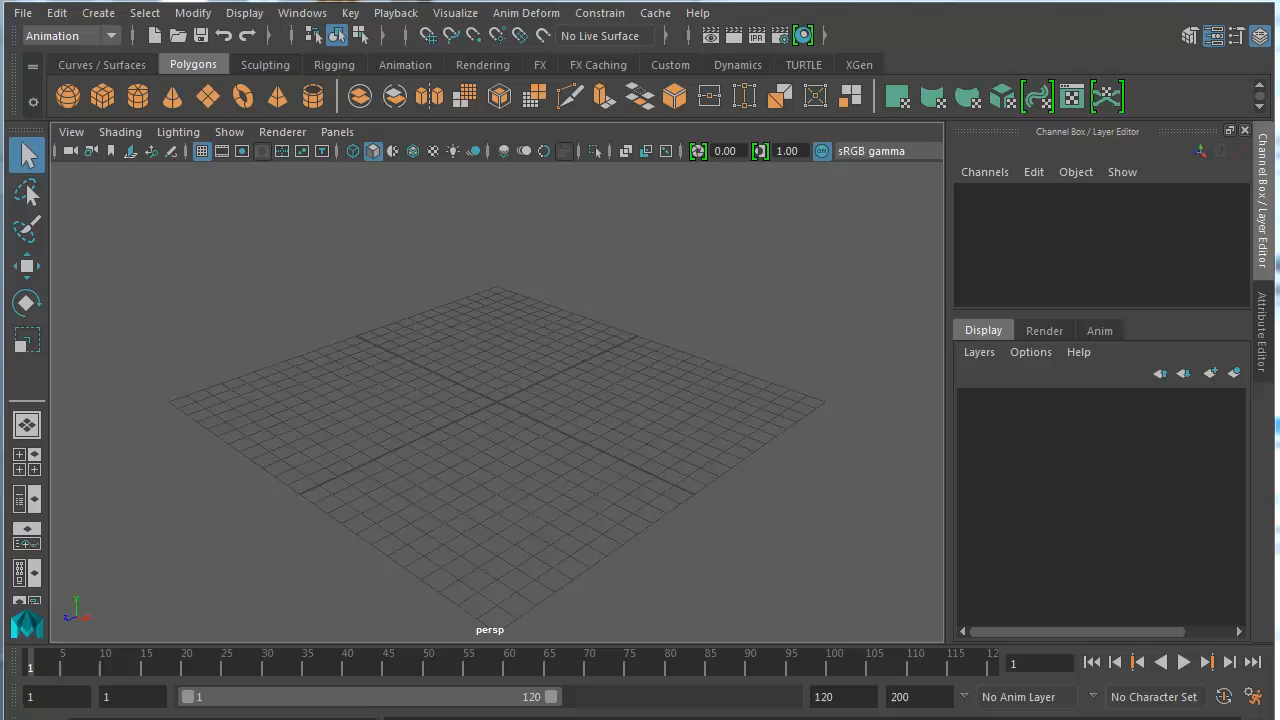 File Edit Create Select Modify Display Windows Key Playback Visualize Anim Deform Constrain Cache Help
Animation No Live Surface
Curves / Surfaces Polygons Sculpting Rigging Animation Rendering FX FX Caching Custom Dynamics TURTLE XGen
IPR
View Shading Lighting Show Renderer Panels
0.00 1.00 ON sRGB gamma
persp
y
z
x
Channel Box / Layer Editor
Channels Edit Object Show
Display Render Anim
Layers Options Help
Channel Box / Layer Editor
Attribute Editor
1 5 10 15 20 25 30 35 40 45 50 55 60 65 70 75 80 85 90 95 100 105 110 115 12
1
1 1 1 120 120 200 No Anim Layer No Character Set